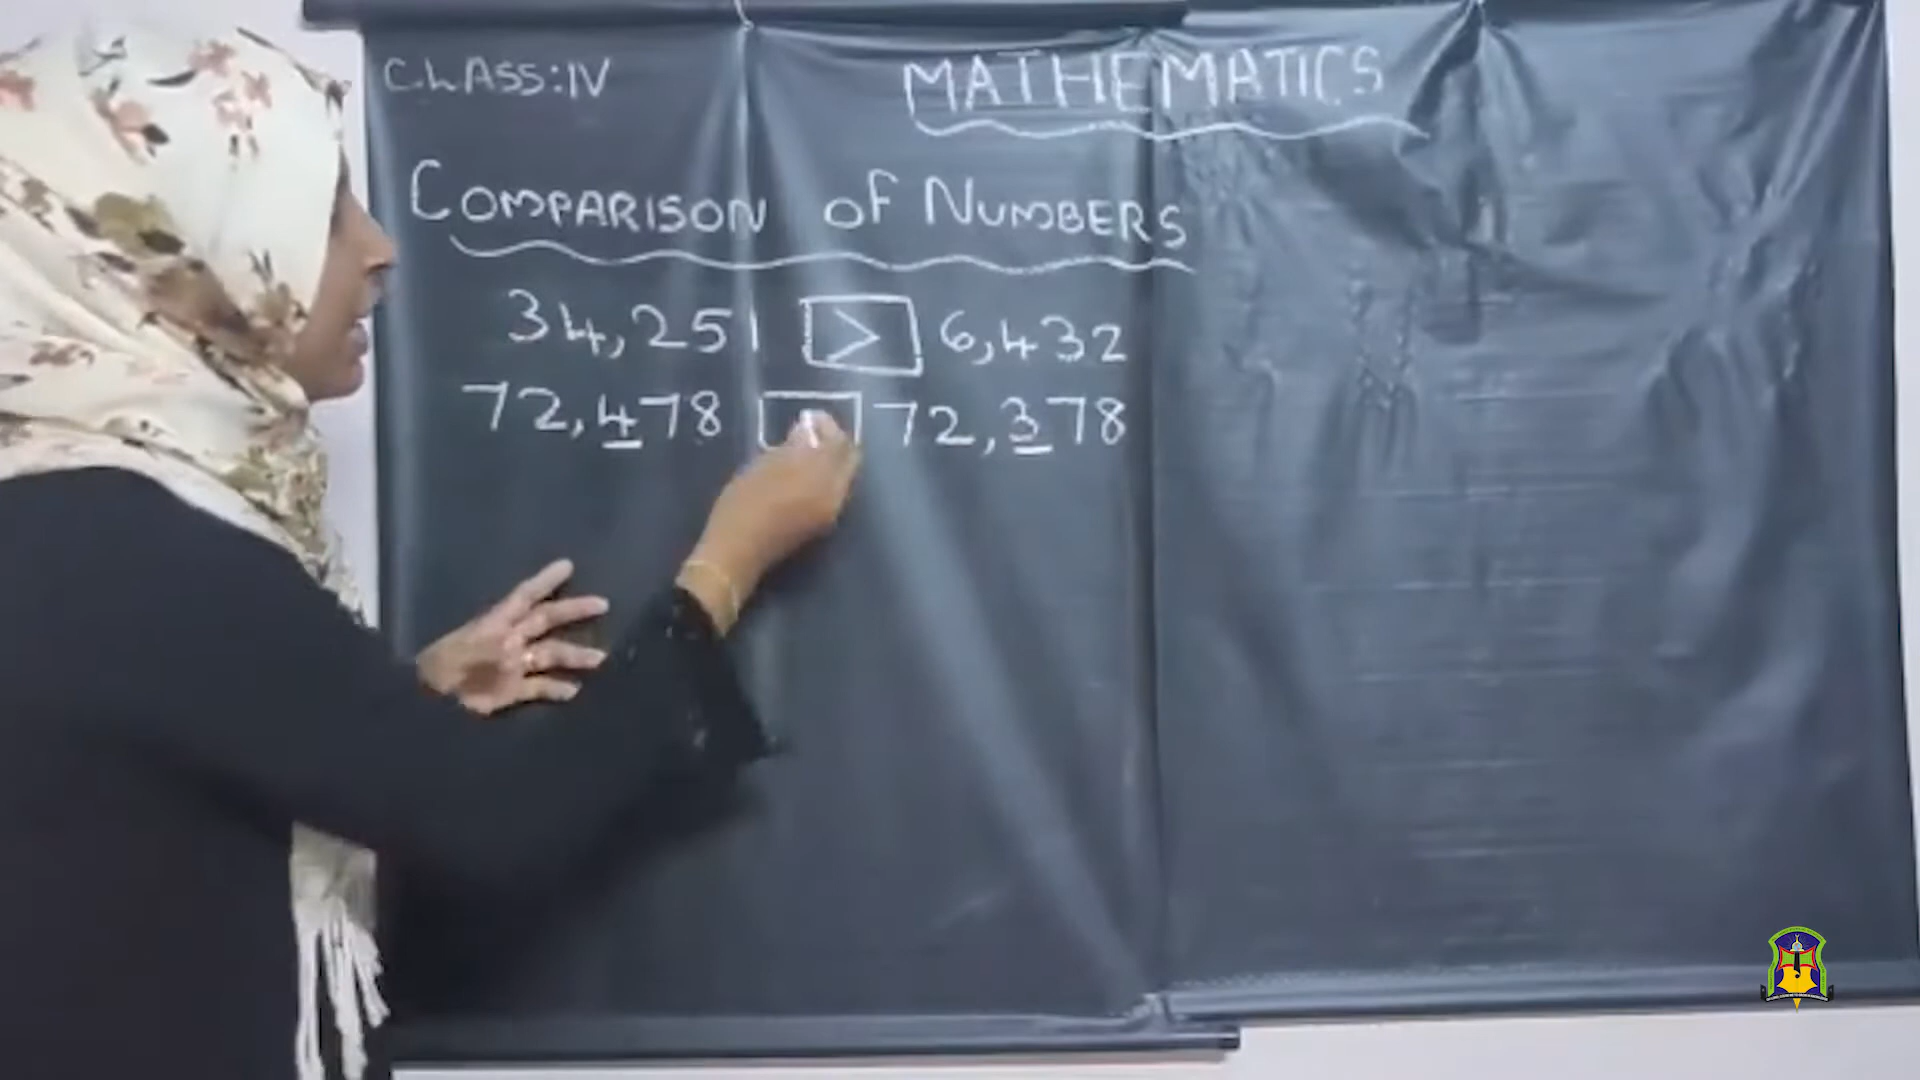 CLASS:IV
MATHEMATICS
COMPARISON OF NUMBERS
34,251 > 6,432
72,478 72,378